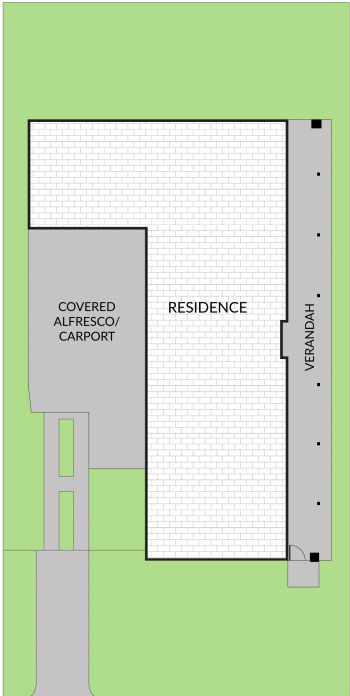 COVERED
ALFRESCO/
CARPORT
RESIDENCE
VERANDAH